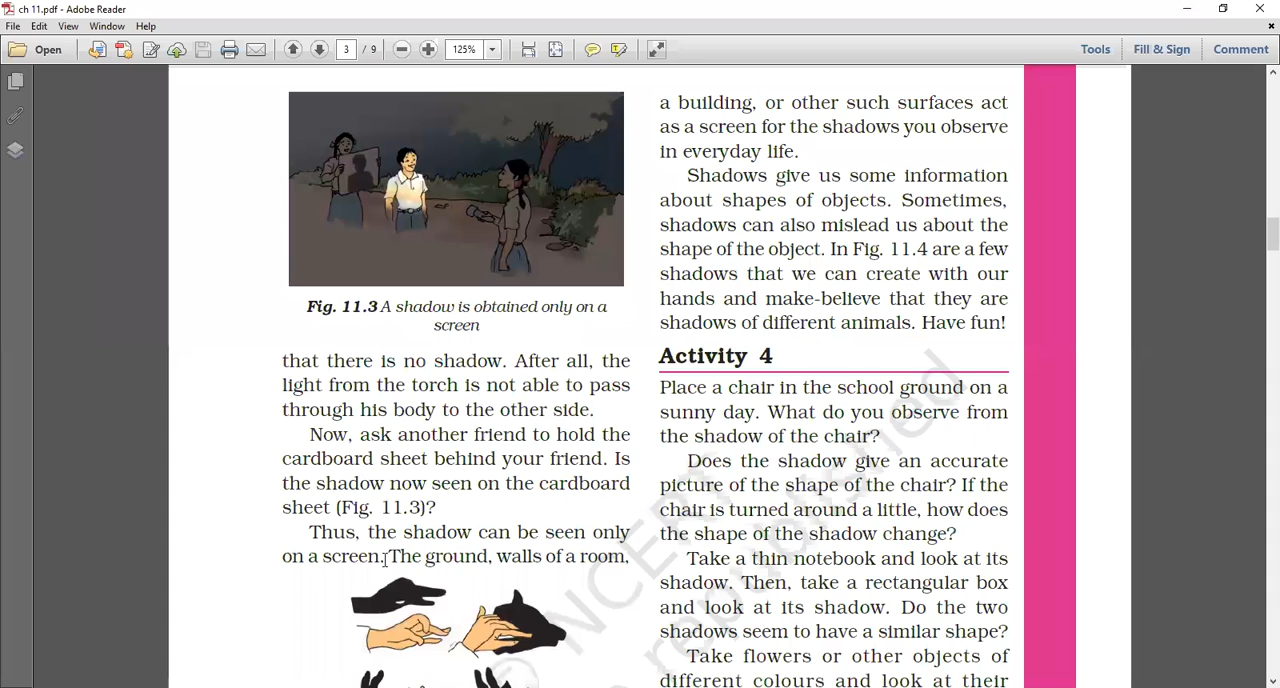 ch 11.pdf - Adobe Reader
File Edit View Window Help
Open 3 / 9 125% Tools Fill & Sign Comment
Fig. 11.3 A shadow is obtained only on a
screen
that there is no shadow. After all, the
light from the torch is not able to pass
through his body to the other side.
Now, ask another friend to hold the
cardboard sheet behind your friend. Is
the shadow now seen on the cardboard
sheet (Fig. 11.3)?
Thus, the shadow can be seen only
on a screen. The ground, walls of a room,
a building, or other such surfaces act
as a screen for the shadows you observe
in everyday life.
Shadows give us some information
about shapes of objects. Sometimes,
shadows can also mislead us about the
shape of the object. In Fig. 11.4 are a few
shadows that we can create with our
hands and make-believe that they are
shadows of different animals. Have fun!
Activity 4
Place a chair in the school ground on a
sunny day. What do you observe from
the shadow of the chair?
Does the shadow give an accurate
picture of the shape of the chair? If the
chair is turned around a little, how does
the shape of the shadow change?
Take a thin notebook and look at its
shadow. Then, take a rectangular box
and look at its shadow. Do the two
shadows seem to have a similar shape?
Take flowers or other objects of
different colours and look at their
© NCERT
republished